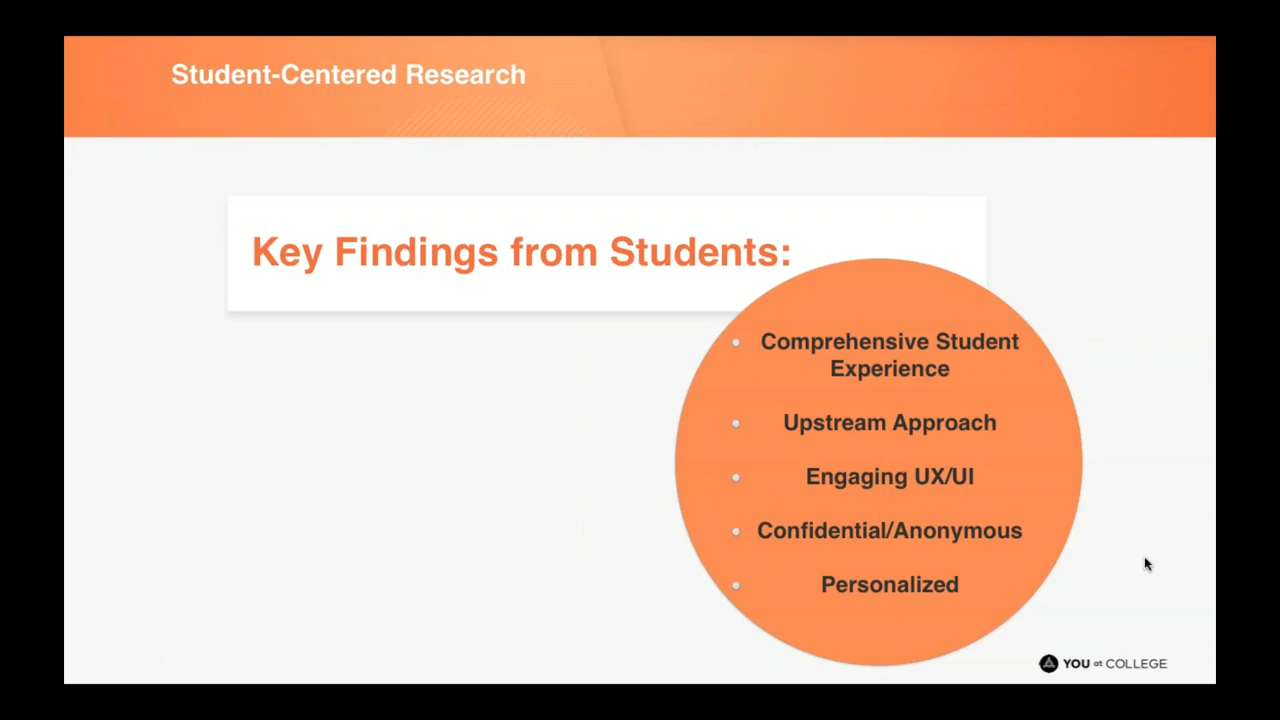 Student-Centered Research
Key Findings from Students:
Comprehensive Student
Experience
Upstream Approach
Engaging UX/UI
Confidential/Anonymous
Personalized
YOU at COLLEGE